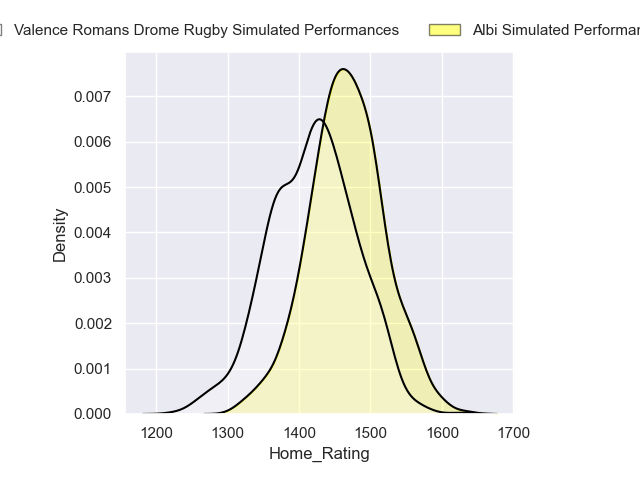 Valence Romans Drome Rugby Simulated Performances
Albi Simulated
0.007
0.006
0.005
0.004
0.003
0.002
0.001
0.000
Density
1200 1300 1400 1500 1600 1700
Home_Rating